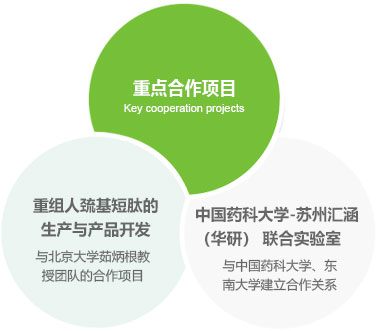 重点合作项目
Key cooperation projects
重组人巯基短肽的
生产与产品开发
与北京大学茹炳根教
授团队的合作项目
中国药科大学-苏州汇涵
（华研） 联合实验室
与中国药科大学、东
南大学建立合作关系